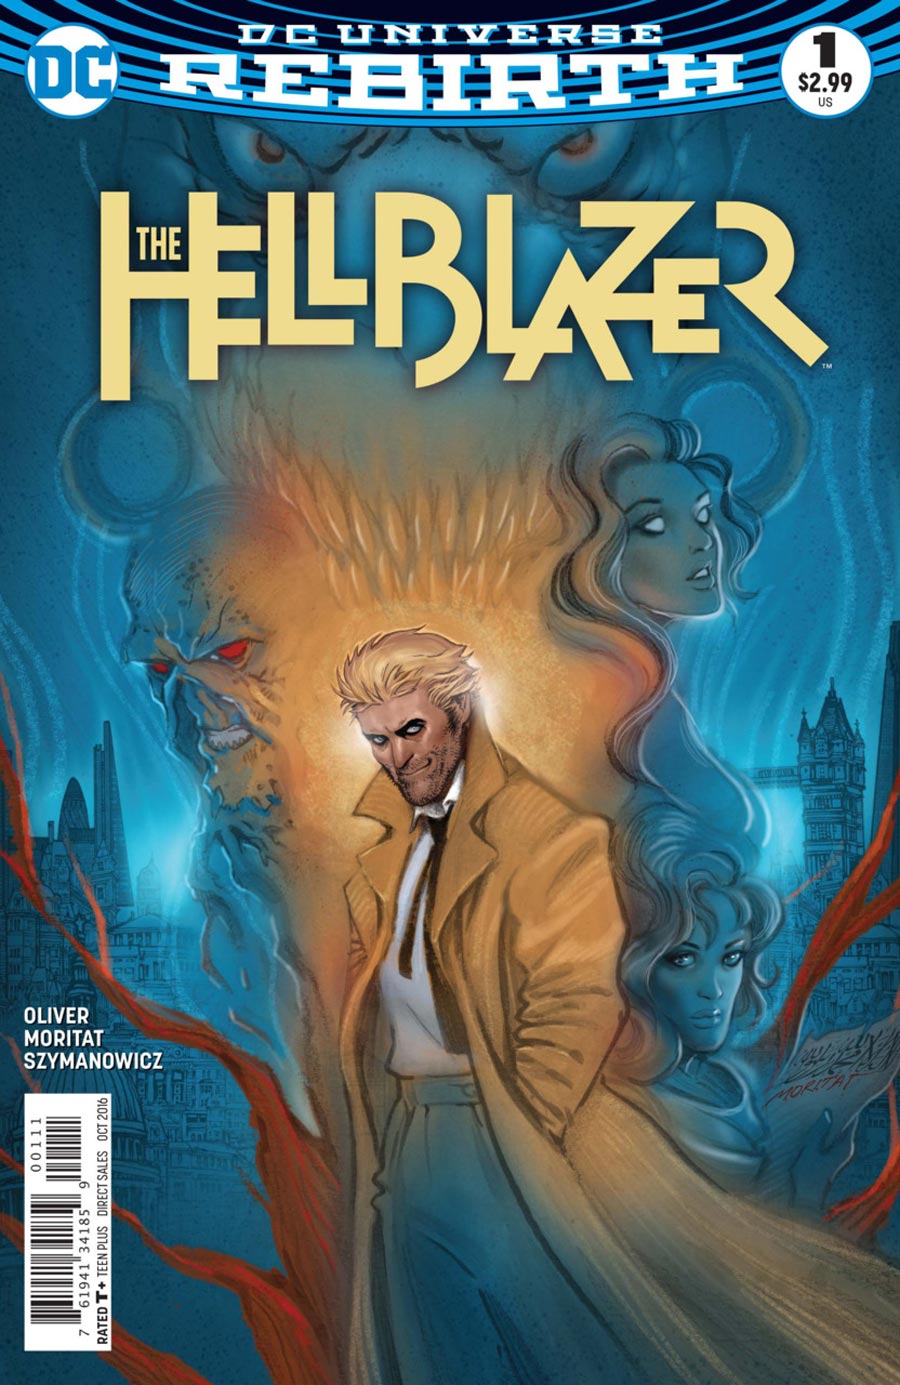 DC
DC UNIVERSE
REBIRTH
1
$2.99
US
THE
HELLBLAZER
™
OLIVER
MORITAT
SZYMANOWICZ
MORITAT
00111
7 61941 34185 9
RATED T+ TEEN PLUS DIRECT SALES OCT 2016